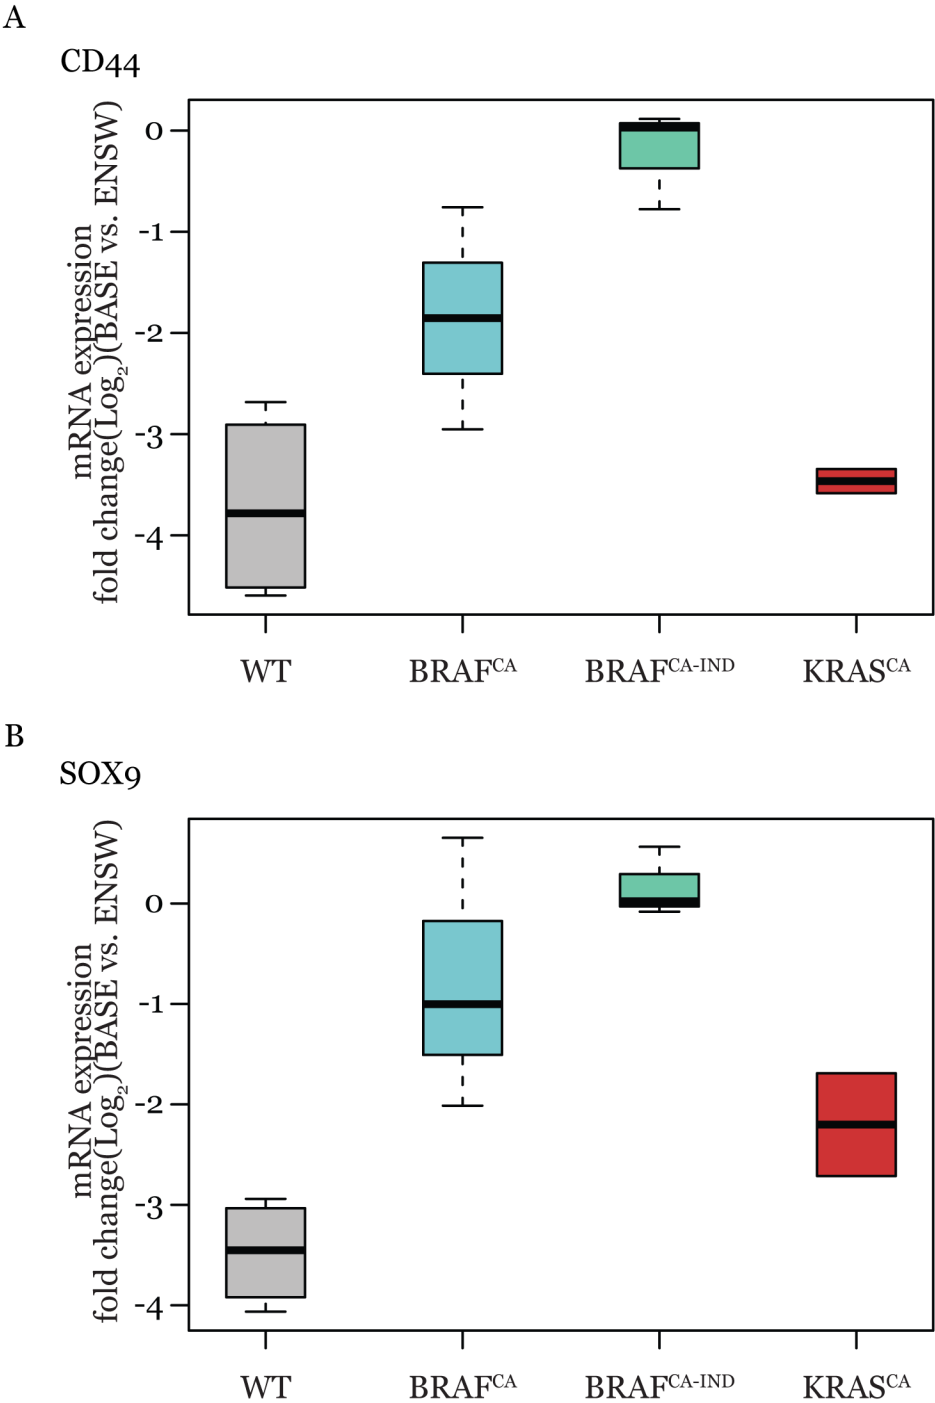 A
CD44
mRNA expression
fold change(Log₂)(BASE vs. ENSW)
0
-1
-2
-3
-4
WT
BRAFᶜᴬ
BRAFᶜᴬ⁻ᴵᴺᴰ
KRASᶜᴬ
B
SOX9
mRNA expression
fold change(Log₂)(BASE vs. ENSW)
0
-1
-2
-3
-4
WT
BRAFᶜᴬ
BRAFᶜᴬ⁻ᴵᴺᴰ
KRASᶜᴬ